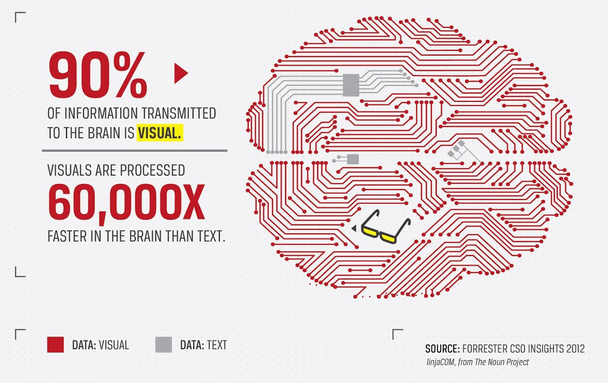 90%
OF INFORMATION TRANSMITTED
TO THE BRAIN IS VISUAL.
VISUALS ARE PROCESSED
60,000X
FASTER IN THE BRAIN THAN TEXT.
DATA: VISUAL
DATA: TEXT
SOURCE: FORRESTER CSO INSIGHTS 2012
linjaCOM, from The Noun Project